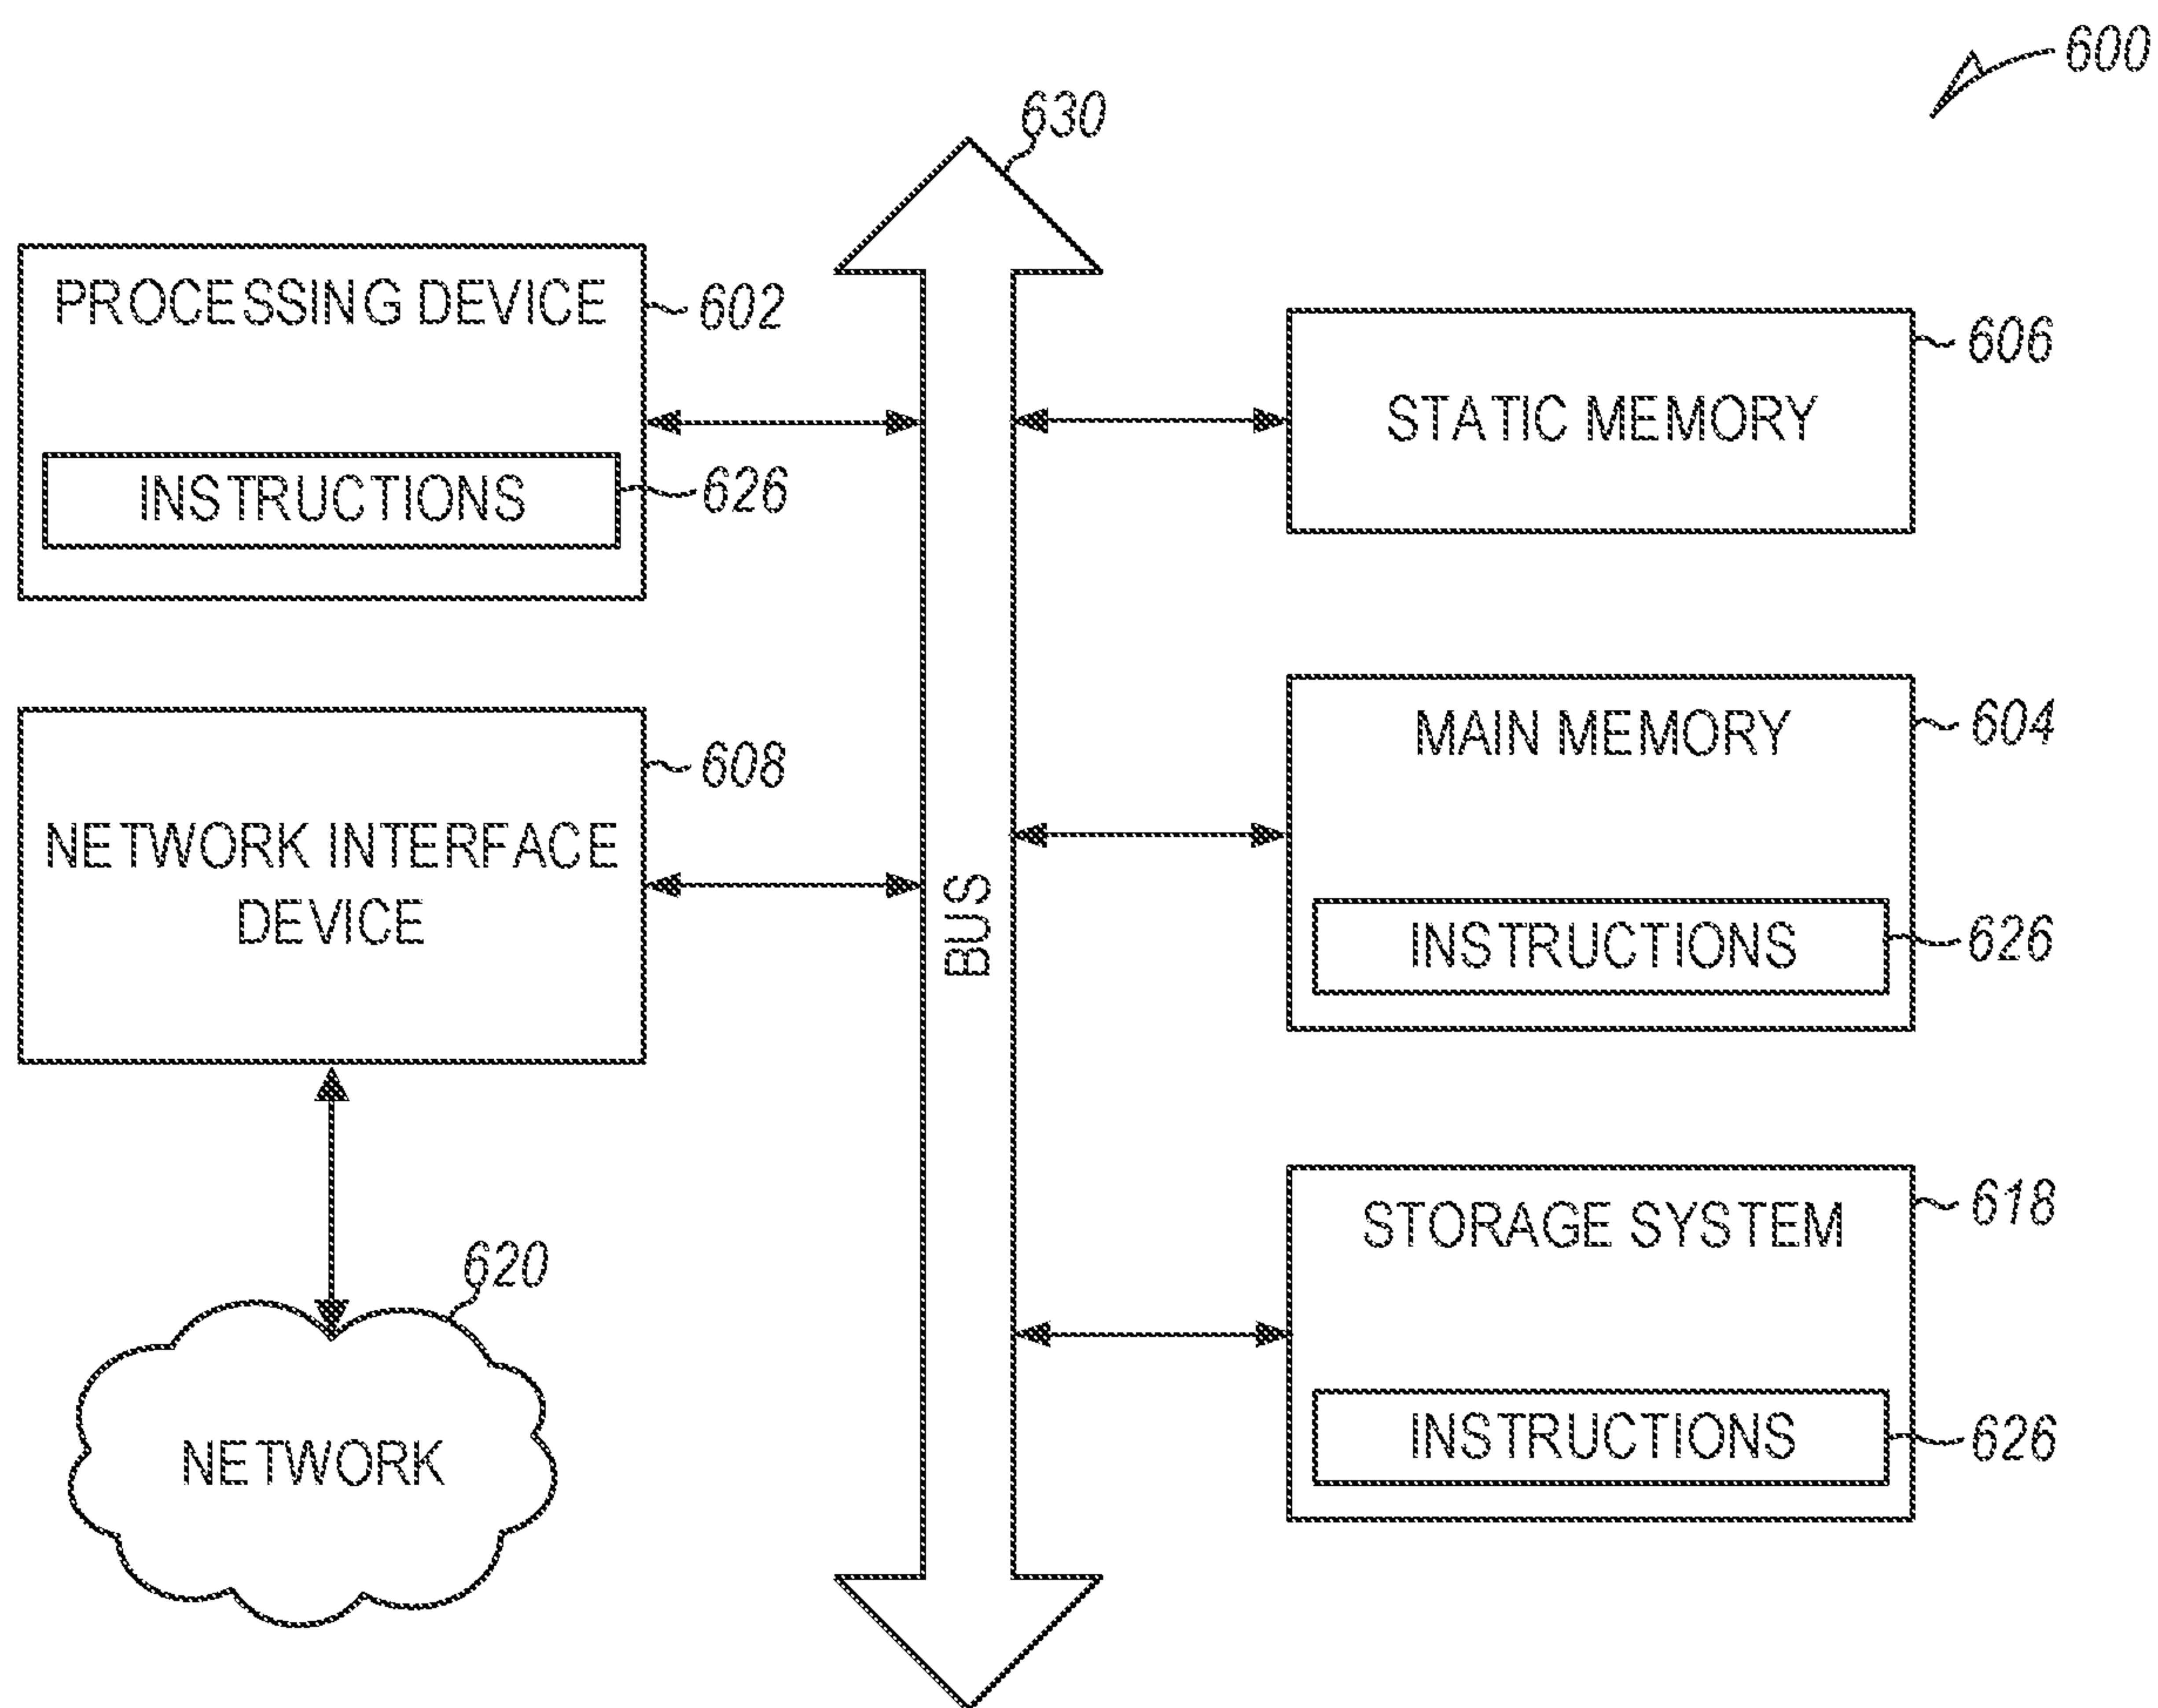 600
630
PROCESSING DEVICE
602
INSTRUCTIONS
626
NETWORK INTERFACE
DEVICE
608
620
NETWORK
BUS
606
STATIC MEMORY
604
MAIN MEMORY
INSTRUCTIONS
626
618
STORAGE SYSTEM
INSTRUCTIONS
626